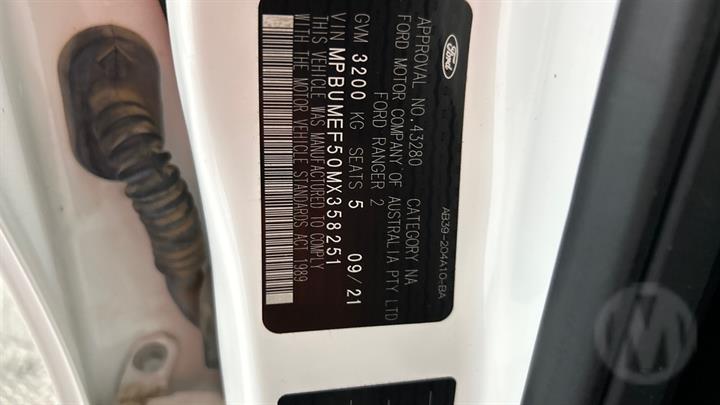 Ford
AB39-204A10-BA
APPROVAL NO. 43280 CATEGORY NA
FORD MOTOR COMPANY OF AUSTRALIA PTY LTD
FORD RANGER 2
GVM 3200 KG SEATS 5 09/21
VIN MPBUMEF50MX358251
THIS VEHICLE WAS MANUFACTURED TO COMPLY
WITH THE MOTOR VEHICLE STANDARDS ACT 1989
M